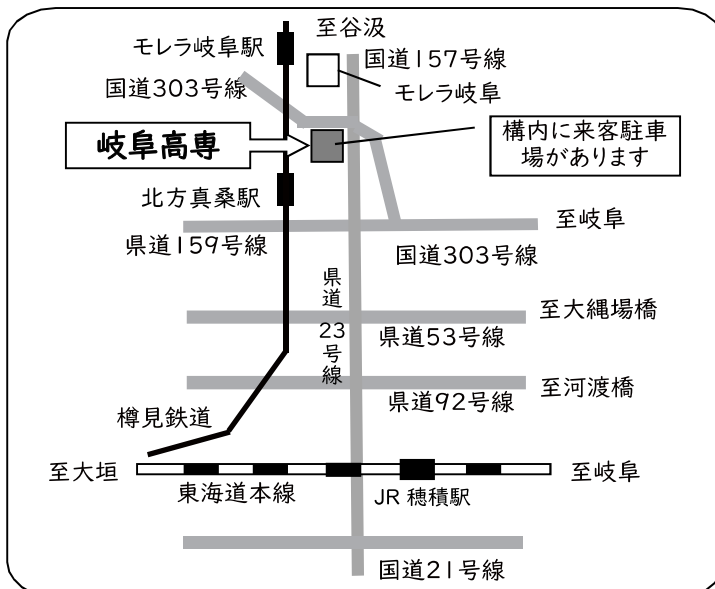 至谷汲
モレラ岐阜駅
国道157号線
国道303号線
モレラ岐阜
岐阜高専
構内に来客駐車
場があります
北方真桑駅
至岐阜
県道159号線
国道303号線
県道
23号線
至大縄場橋
県道53号線
至河渡橋
県道92号線
樽見鉄道
至大垣
至岐阜
東海道本線
JR 穂積駅
国道21号線